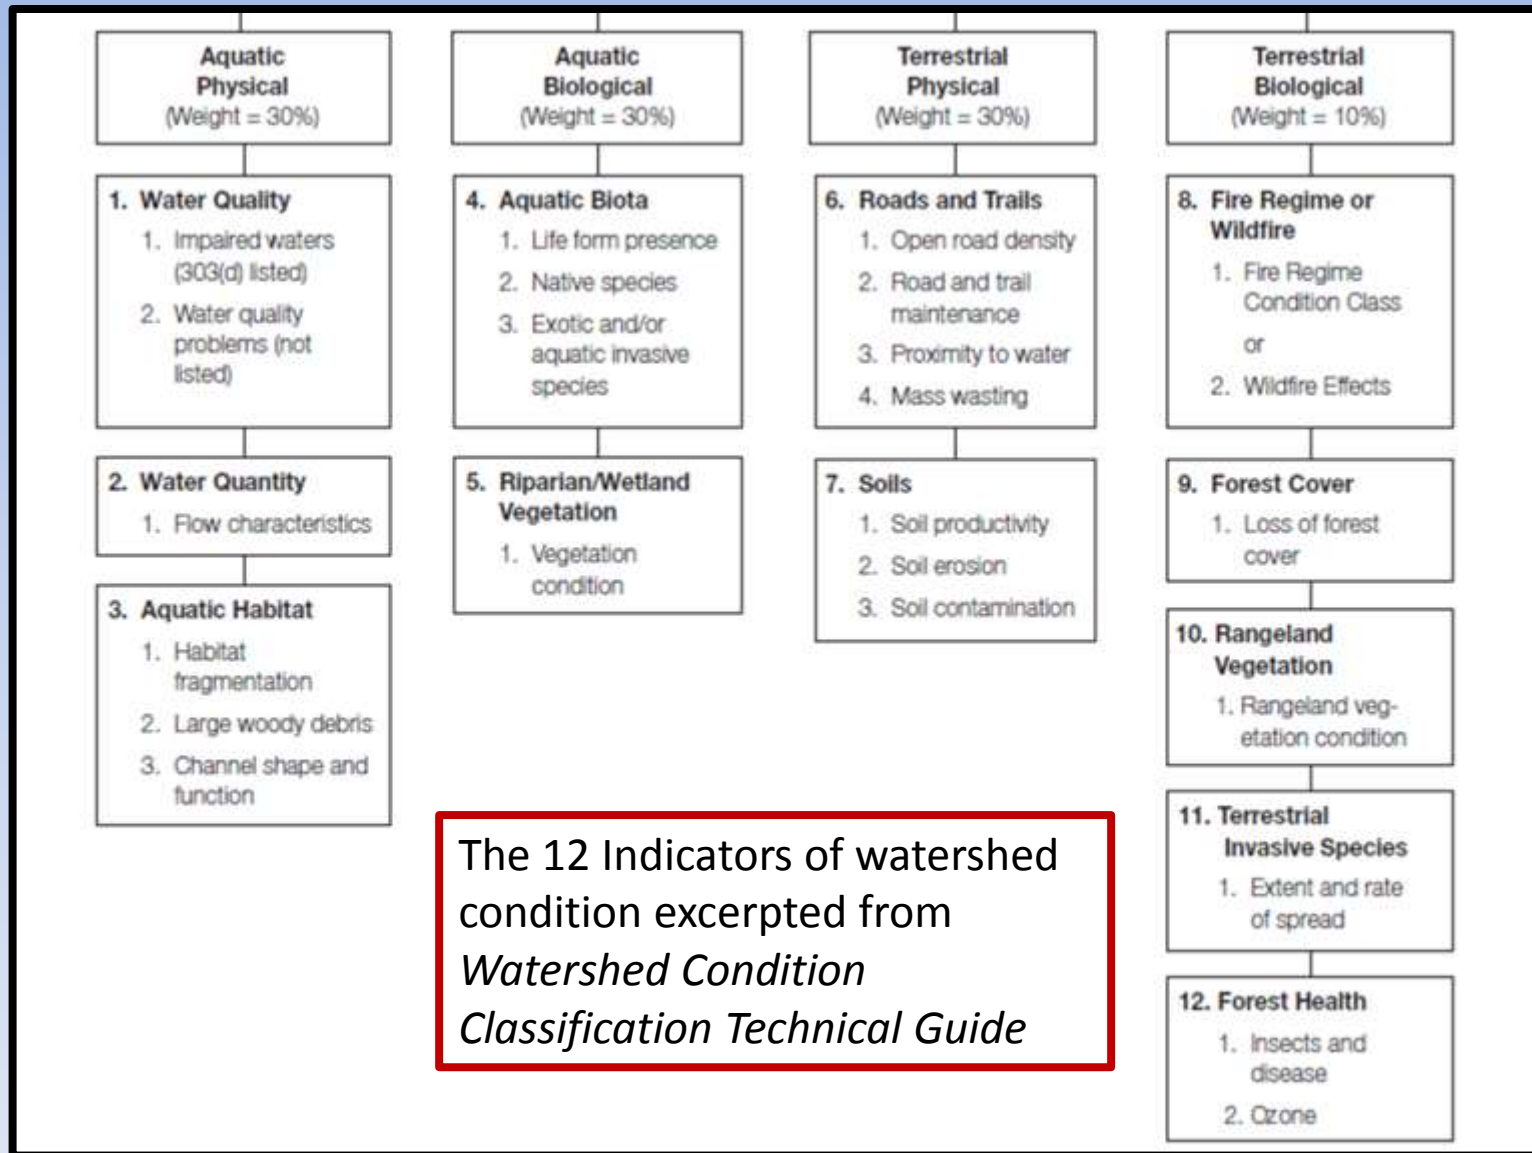 Aquatic
Physical
(Weight = 30%)
1. Water Quality
1. Impaired waters
(303(d) listed)
2. Water quality
problems (not
listed)
2. Water Quantity
1. Flow characteristics
3. Aquatic Habitat
1. Habitat
fragmentation
2. Large woody debris
3. Channel shape and
function
Aquatic
Biological
(Weight = 30%)
4. Aquatic Biota
1. Life form presence
2. Native species
3. Exotic and/or
aquatic invasive
species
5. Riparian/Wetland
Vegetation
1. Vegetation
condition
Terrestrial
Physical
(Weight = 30%)
6. Roads and Trails
1. Open road density
2. Road and trail
maintenance
3. Proximity to water
4. Mass wasting
7. Soils
1. Soil productivity
2. Soil erosion
3. Soil contamination
Terrestrial
Biological
(Weight = 10%)
8. Fire Regime or
Wildfire
1. Fire Regime
Condition Class
or
2. Wildfire Effects
9. Forest Cover
1. Loss of forest
cover
10. Rangeland
Vegetation
1. Rangeland veg-
etation condition
11. Terrestrial
Invasive Species
1. Extent and rate
of spread
12. Forest Health
1. Insects and
disease
2. Ozone
The 12 Indicators of watershed
condition excerpted from
Watershed Condition
Classification Technical Guide